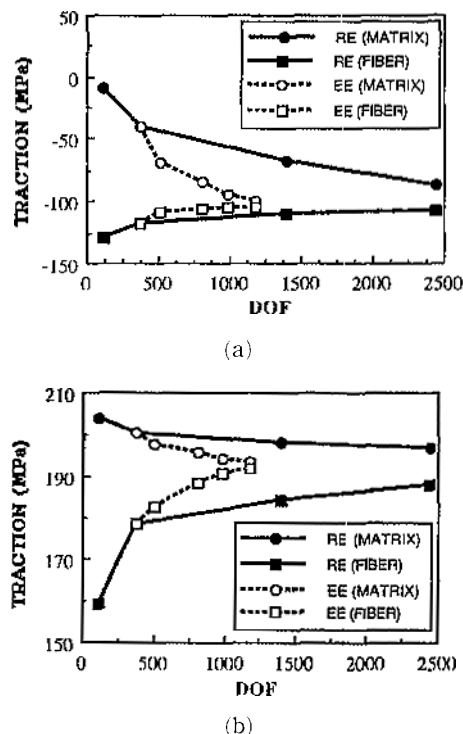 50
RE (MATRIX)
RE (FIBER)
EE (MATRIX)
EE (FIBER)
0
-50
-100
-150
TRACTION (MPa)
0 500 1000 1500 2000 2500
DOF
(a)
210
190
170
150
TRACTION (MPa)
RE (MATRIX)
RE (FIBER)
EE (MATRIX)
EE (FIBER)
0 500 1000 1500 2000 2500
DOF
(b)